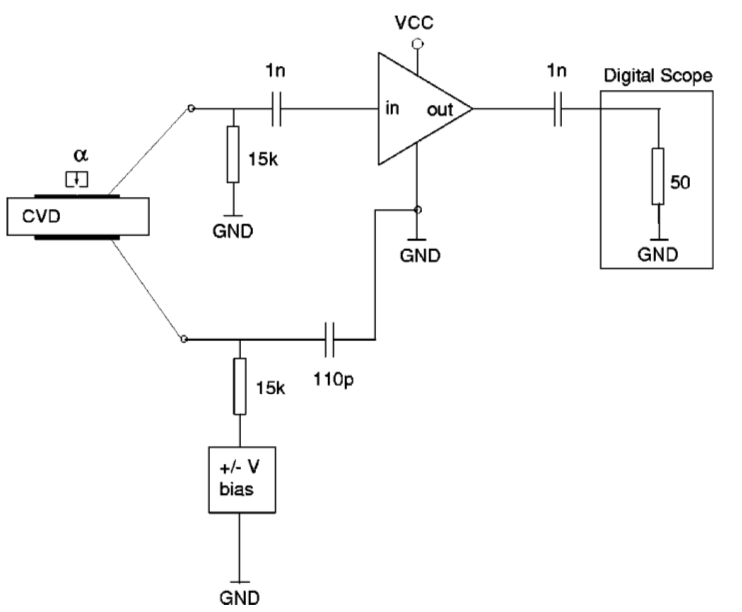 VCC
1n
1n
Digital Scope
in
out
α
15k
50
CVD
GND
GND
GND
15k
110p
+/- V
bias
GND